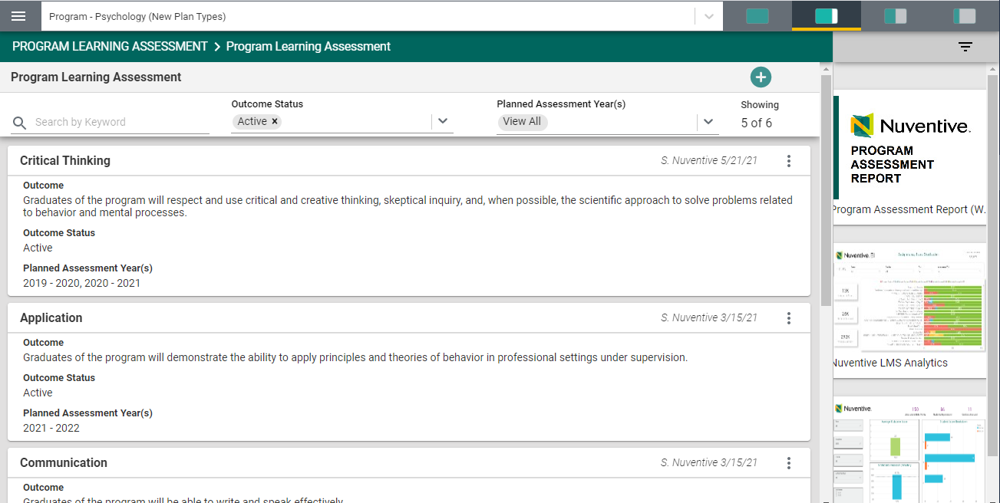 Program - Psychology (New Plan Types)
PROGRAM LEARNING ASSESSMENT > Program Learning Assessment
Program Learning Assessment
Search by Keyword
Outcome Status
Active ×
Planned Assessment Year(s)
View All
Showing
5 of 6
Critical Thinking
S. Nuventive 5/21/21
Outcome
Graduates of the program will respect and use critical and creative thinking, skeptical inquiry, and, when possible, the scientific approach to solve problems related
to behavior and mental processes.
Outcome Status
Active
Planned Assessment Year(s)
2019 - 2020, 2020 - 2021
Application
S. Nuventive 3/15/21
Outcome
Graduates of the program will demonstrate the ability to apply principles and theories of behavior in professional settings under supervision.
Outcome Status
Active
Planned Assessment Year(s)
2021 - 2022
Communication
S. Nuventive 3/15/21
Outcome
Graduates of the program will be able to write and speak effectively
Nuventive.
PROGRAM
ASSESSMENT
REPORT
Program Assessment Report (W.
Nuventive. BI
Nuventive LMS Analytics
Nuventive.